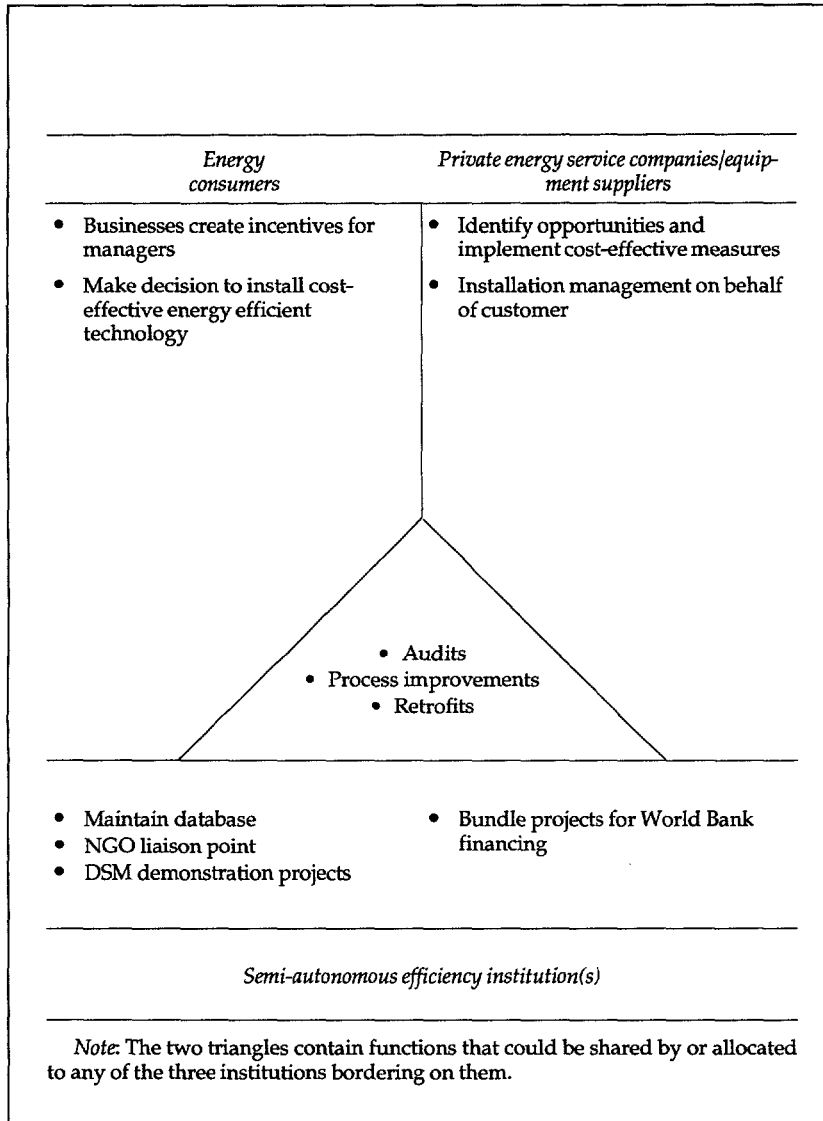 Energy
consumers
Private energy service companies/equip-
ment suppliers
• Businesses create incentives for
managers
• Make decision to install cost-
effective energy efficient
technology
• Identify opportunities and
implement cost-effective measures
• Installation management on behalf
of customer
• Audits
• Process improvements
• Retrofits
• Maintain database
• NGO liaison point
• DSM demonstration projects
• Bundle projects for World Bank
financing
Semi-autonomous efficiency institution(s)
Note: The two triangles contain functions that could be shared by or allocated
to any of the three institutions bordering on them.